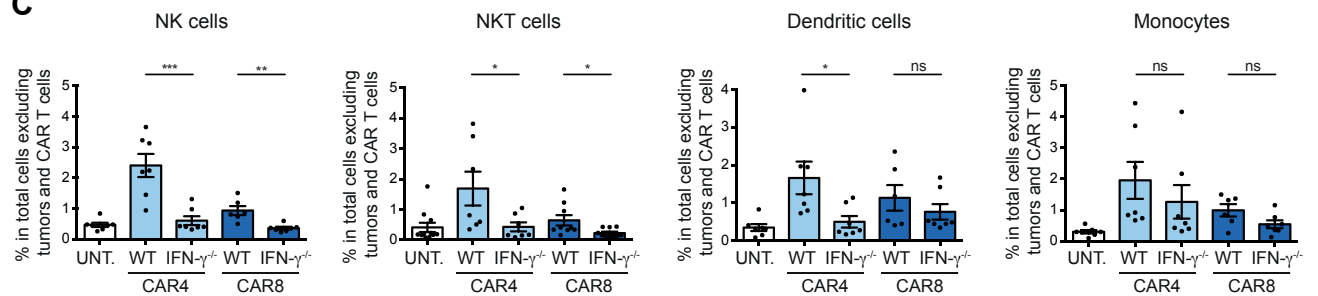 C
NK cells
NKT cells
Dendritic cells
Monocytes
% in total cells excluding
tumors and CAR T cells
5
4
3
2
1
0
***
**
UNT. WT IFN-γ-/- WT IFN-γ-/-
CAR4 CAR8
% in total cells excluding
tumors and CAR T cells
5
4
3
2
1
0
*
*
UNT. WT IFN-γ-/- WT IFN-γ-/-
CAR4 CAR8
% in total cells excluding
tumors and CAR T cells
4
3
2
1
0
*
ns
UNT. WT IFN-γ-/- WT IFN-γ-/-
CAR4 CAR8
% in total cells excluding
tumors and CAR T cells
5
4
3
2
1
0
ns
ns
UNT. WT IFN-γ-/- WT IFN-γ-/-
CAR4 CAR8